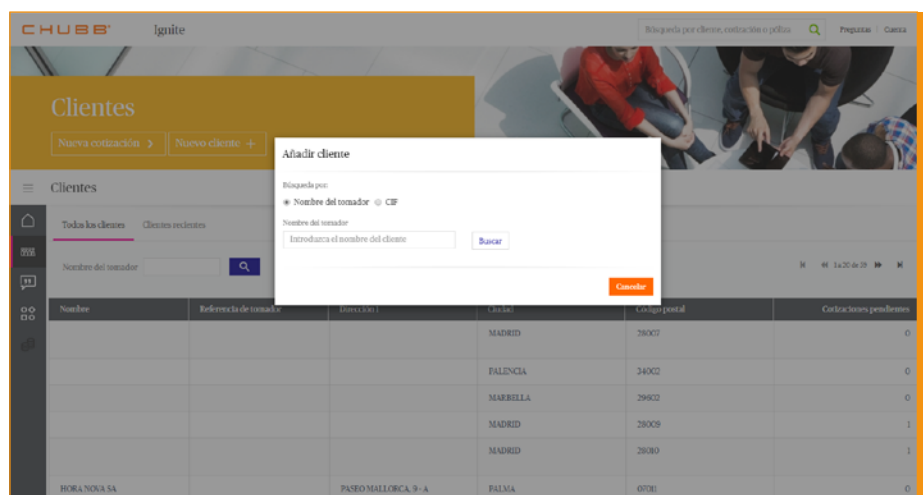 CHUBB®
Ignite
Búsqueda por cliente, cotización o póliza
Preguntas
Cuenta
Clientes
Nueva cotización
Nuevo cliente +
Añadir cliente
Búsqueda por:
Nombre del tomador
CIF
Nombre del tomador
Introduzca el nombre del cliente
Buscar
Cancelar
Clientes
Todos los clientes
Clientes recientes
Nombre del tomador
1 a 20 de 29
Nombre
Referencia de tomador
Dirección 1
Ciudad
Código postal
Cotizaciones pendientes
MADRID
28007
0
PALENCIA
34002
0
MARBELLA
29602
0
MADRID
28009
1
MADRID
28010
1
HORA NOVA SA
PASEO MALLORCA, 9 - A
PALMA
07011
0